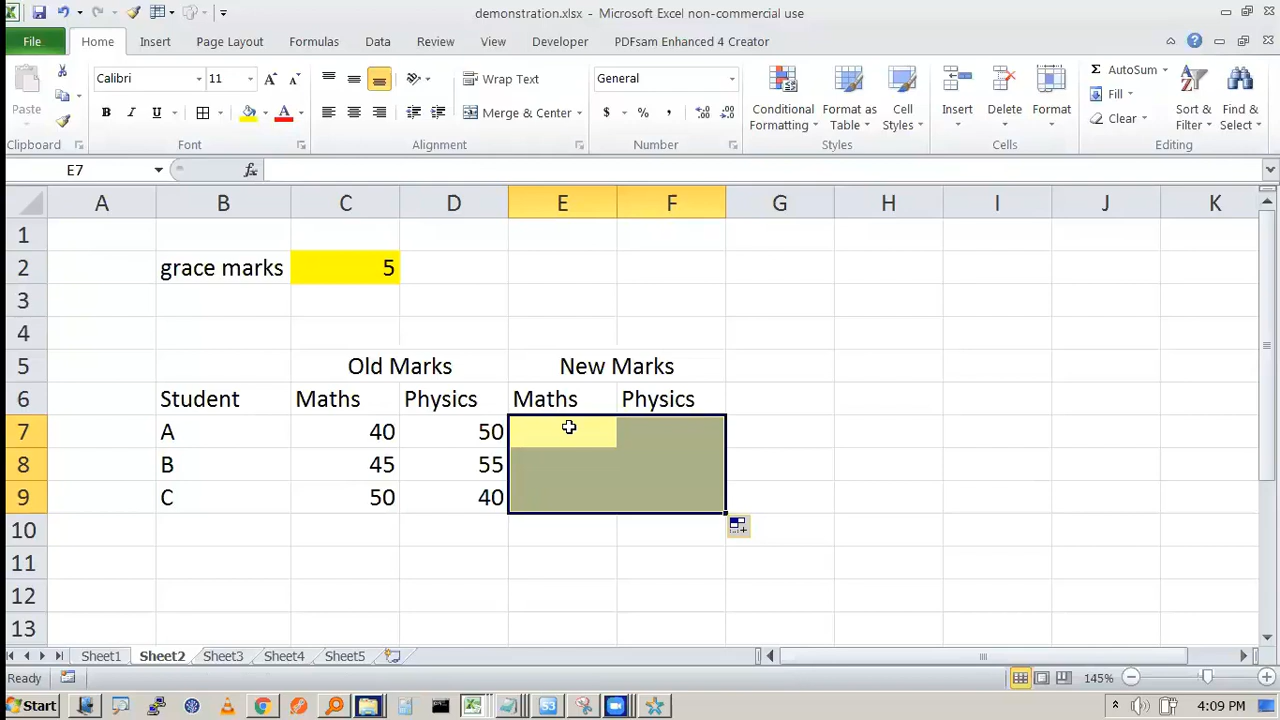 demonstration.xlsx - Microsoft Excel non-commercial use
File Home Insert Page Layout Formulas Data Review View Developer PDFsam Enhanced 4 Creator
Calibri 11 Wrap Text General AutoSum
Paste Conditional Formatting Format as Table Cell Styles Insert Delete Format Fill Sort & Filter Find & Select
B I U A Merge & Center $ % , Clear
Clipboard Font Alignment Number Styles Cells Editing
E7 fx
A B C D E F G H I J K
1
2 grace marks 5
3
4
5 Old Marks New Marks
6 Student Maths Physics Maths Physics
7 A 40 50
8 B 45 55
9 C 50 40
10
11
12
13
Sheet1 Sheet2 Sheet3 Sheet4 Sheet5
Ready 145%
Start 4:09 PM